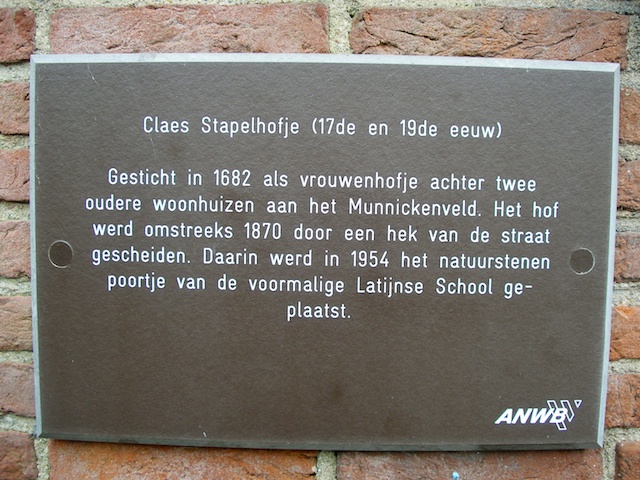 Claes Stapelhofje (17de en 19de eeuw)
Gesticht in 1682 als vrouwenhofje achter twee
oudere woonhuizen aan het Munnickenveld. Het hof
werd omstreeks 1870 door een hek van de straat
gescheiden. Daarin werd in 1954 het natuurstenen
poortje van de voormalige Latijnse School ge-
plaatst.
ANWB